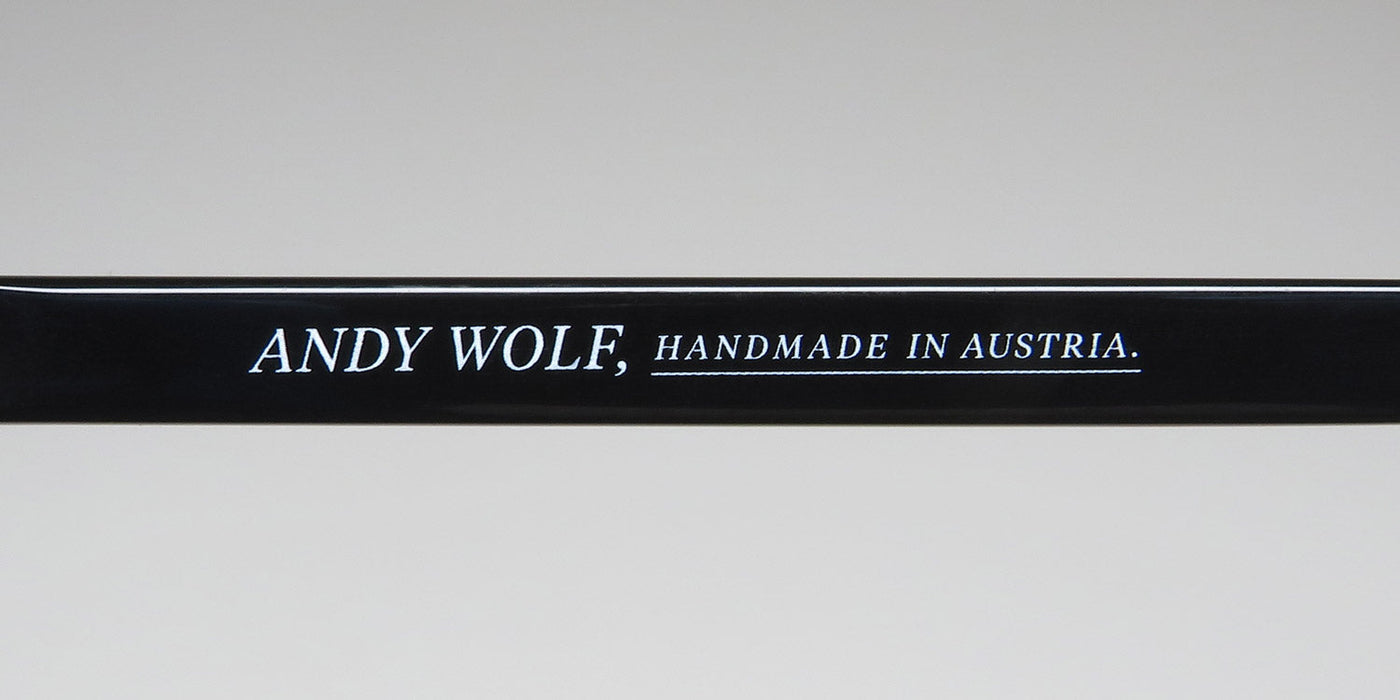 ANDY WOLF, HANDMADE IN AUSTRIA.